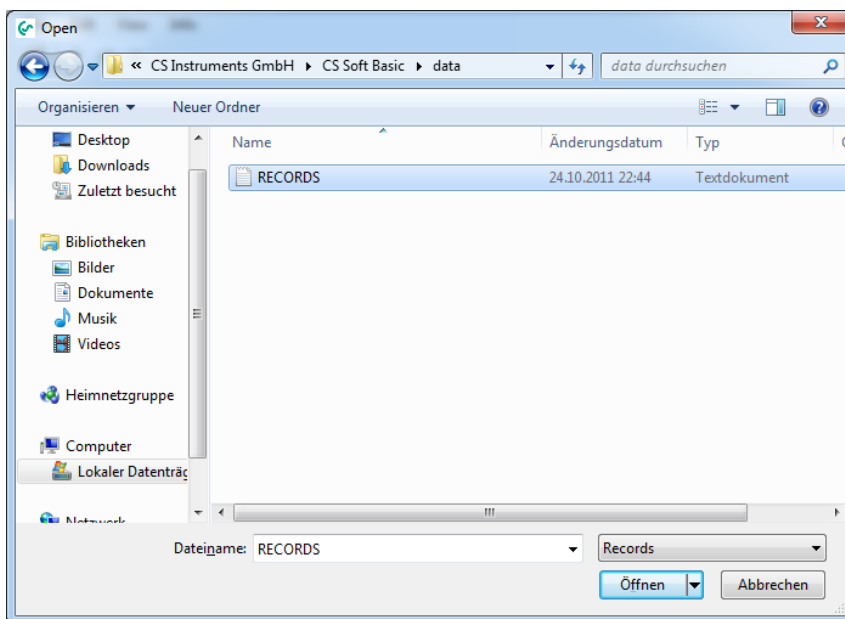 Open
« CS Instruments GmbH CS Soft Basic data data durchsuchen
Organisieren Neuer Ordner
Name Änderungsdatum Typ
RECORDS 24.10.2011 22:44 Textdokument
Desktop
Downloads
Zuletzt besucht
Bibliotheken
Bilder
Dokumente
Musik
Videos
Heimnetzgruppe
Computer
Lokaler Datenträg
Netzwerk
Dateiname: RECORDS Records
Öffnen Abbrechen